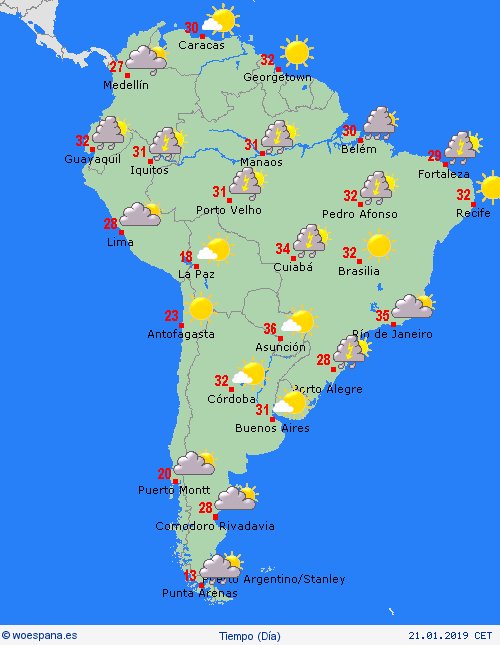 30
Caracas
32
Georgetown
27
Medellín
32
Guayaquil
31
Iquitos
31
Manaos
30
Belém
29
Fortaleza
31
Porto Velho
32
Pedro Afonso
32
Recife
28
Lima
18
La Paz
34
Cuiabá
32
Brasilia
23
Antofagasta
36
Asunción
35
Río de Janeiro
28
Porto Alegre
32
Córdoba
31
Buenos Aires
20
Puerto Montt
28
Comodoro Rivadavia
13
Puerto Argentino/Stanley
Punta Arenas
© woespana.es
Tiempo (Día)
21.01.2019 CET